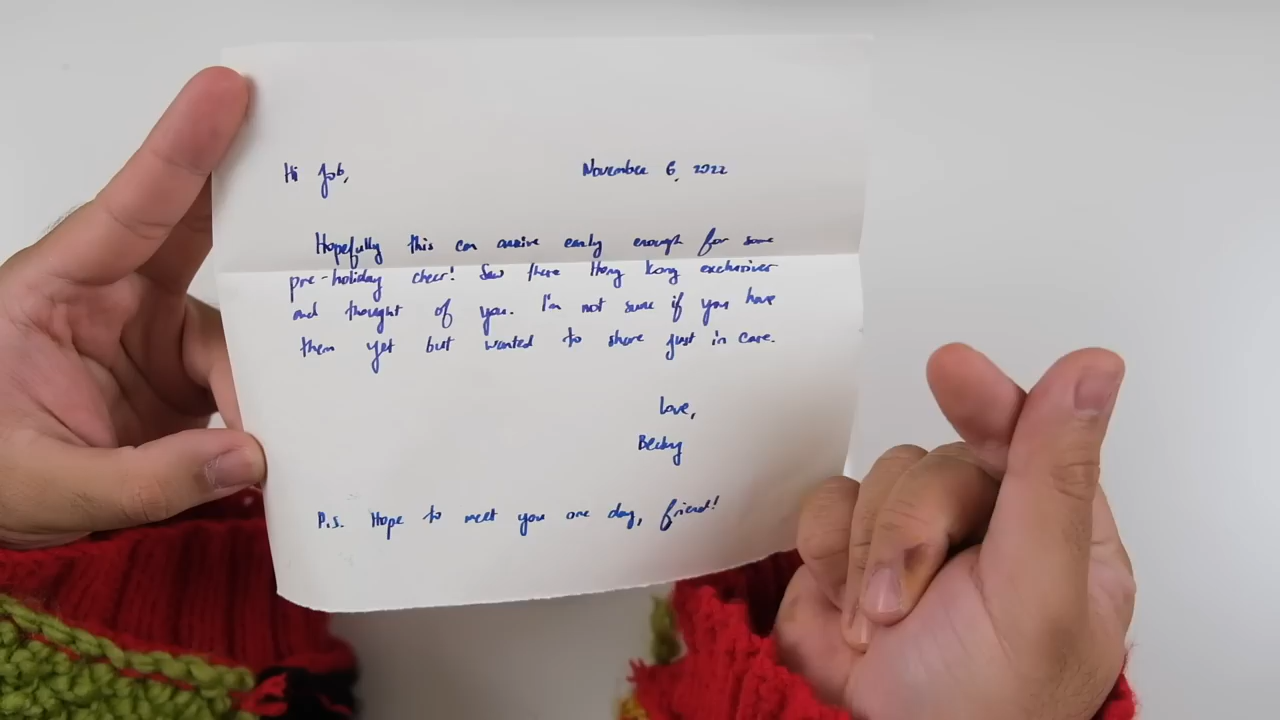 Hi Job,
November 6, 2022
Hopefully this can arrive early enough for some
pre-holiday cheer! Saw these Hong Kong exclusives
and thought of you. I'm not sure if you have
them yet but wanted to share just in case.
Love,
Becky
P.S. Hope to meet you one day, friend!